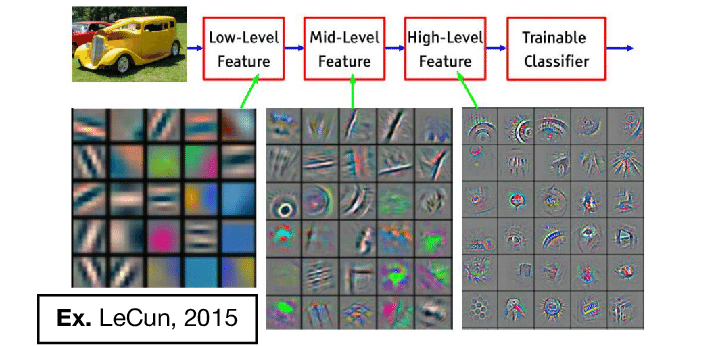 Low-Level
Feature
Mid-Level
Feature
High-Level
Feature
Trainable
Classifier
Ex. LeCun, 2015